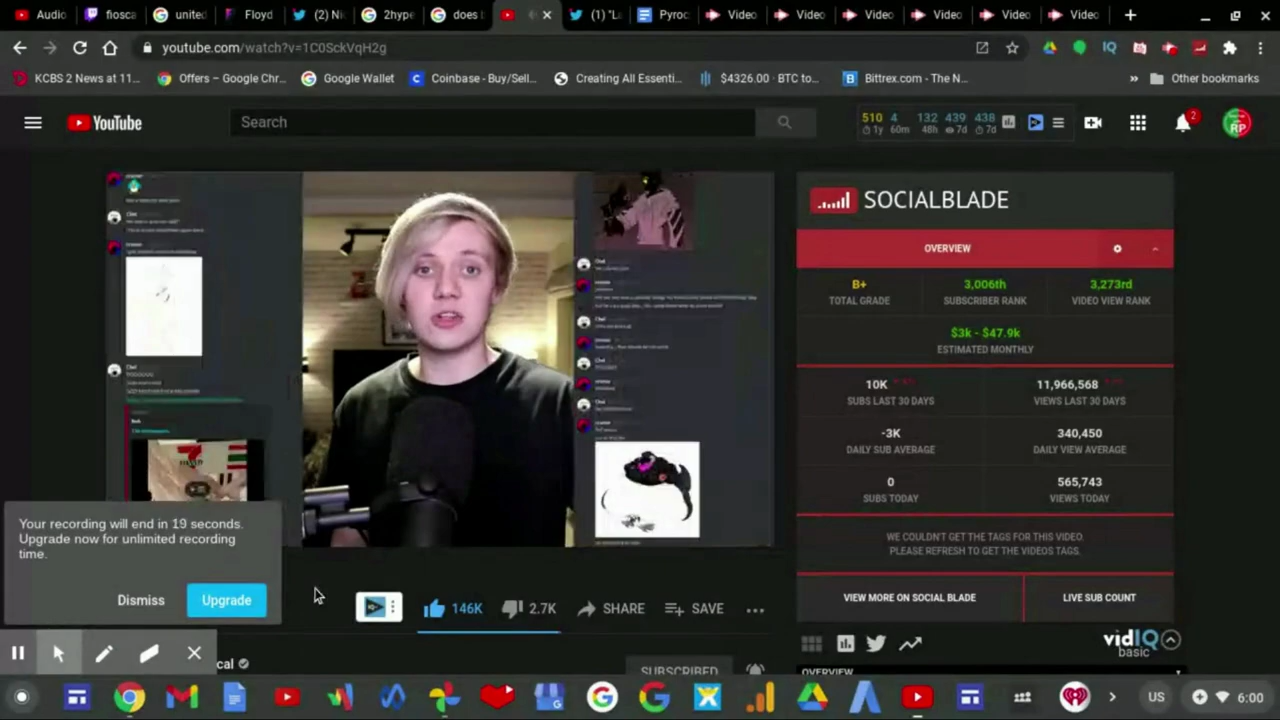 Audio
fiosca
united
Floyd
(2) Nic
2hype
does b
(1) "La
Pyroc
Video
Video
Video
Video
Video
Video
youtube.com/watch?v=1C0SckVqH2g
KCBS 2 News at 11...
Offers – Google Chr...
Google Wallet
Coinbase - Buy/Sell...
Creating All Essenti...
$4326.00 · BTC to...
Bittrex.com - The N...
»
Other bookmarks
YouTube
Search
510 4 132 439 438
1y 60m 48h 7d 7d
2
RP
SOCIALBLADE
OVERVIEW
B+ 3,006th 3,273rd
TOTAL GRADE SUBSCRIBER RANK VIDEO VIEW RANK
$3k - $47.9k
ESTIMATED MONTHLY
10K 11,966,568
SUBS LAST 30 DAYS VIEWS LAST 30 DAYS
-3K 340,450
DAILY SUB AVERAGE DAILY VIEW AVERAGE
0 565,743
SUBS TODAY VIEWS TODAY
WE COULDN'T GET THE TAGS FOR THIS VIDEO.
PLEASE REFRESH TO GET THE VIDEOS TAGS.
VIEW MORE ON SOCIAL BLADE LIVE SUB COUNT
vidIQ
basic
OVERVIEW
Your recording will end in 19 seconds.
Upgrade now for unlimited recording
time.
Dismiss Upgrade
146K 2.7K SHARE SAVE
cal
SUBSCRIBED
US 6:00